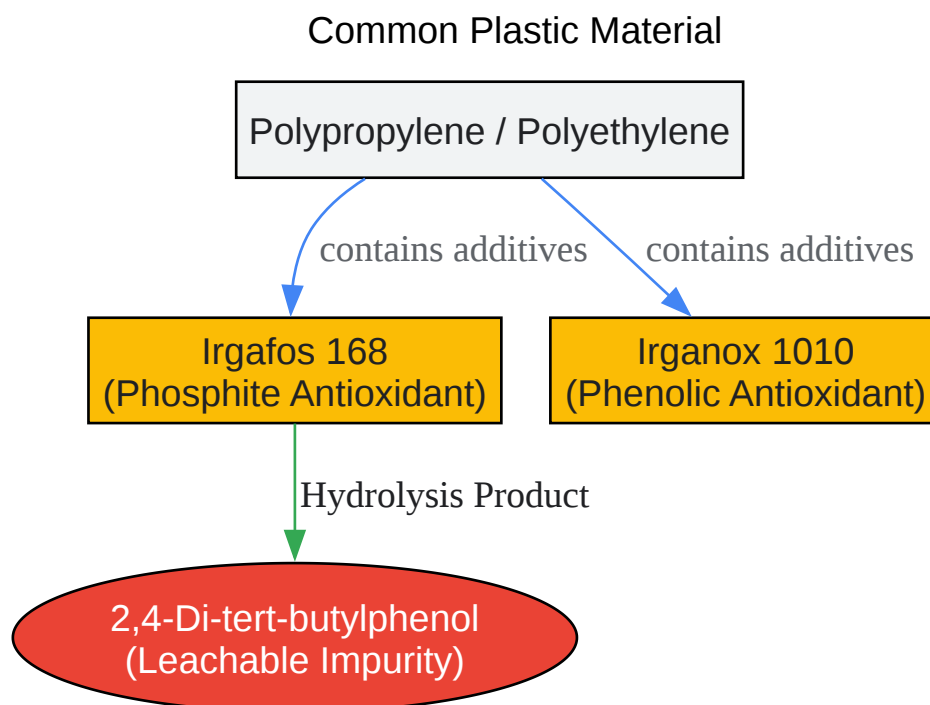 Common Plastic Material
Polypropylene / Polyethylene
contains additives
contains additives
Irgafos 168
(Phosphite Antioxidant)
Irganox 1010
(Phenolic Antioxidant)
Hydrolysis Product
2,4-Di-tert-butylphenol
(Leachable Impurity)